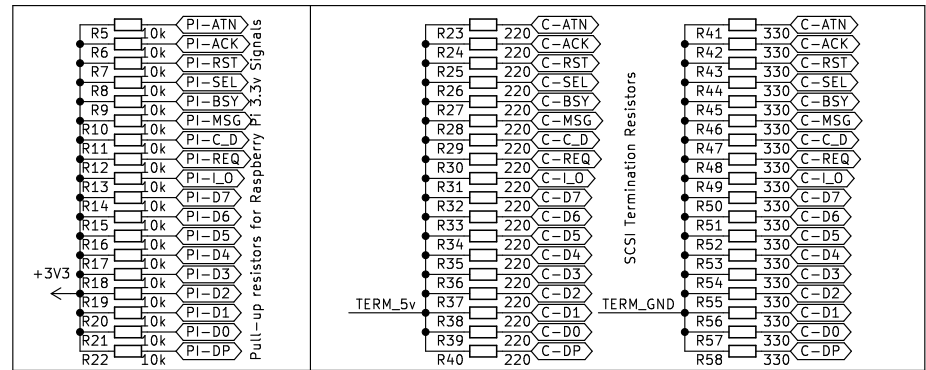 R5 10k PI-ATN
R6 10k PI-ACK
R7 10k PI-RST
R8 10k PI-SEL
R9 10k PI-BSY
R10 10k PI-MSG
R11 10k PI-C_D
R12 10k PI-REQ
R13 10k PI-I_O
R14 10k PI-D7
R15 10k PI-D6
R16 10k PI-D5
R17 10k PI-D4
R18 10k PI-D3
R19 10k PI-D2
R20 10k PI-D1
R21 10k PI-D0
R22 10k PI-DP
+3V3
Pull-up resistors for Raspberry PI 3.3v Signals
R23 220 C-ATN
R24 220 C-ACK
R25 220 C-RST
R26 220 C-SEL
R27 220 C-BSY
R28 220 C-MSG
R29 220 C-C_D
R30 220 C-REQ
R31 220 C-I_O
R32 220 C-D7
R33 220 C-D6
R34 220 C-D5
R35 220 C-D4
R36 220 C-D3
R37 220 C-D2
R38 220 C-D1
R39 220 C-D0
R40 220 C-DP
TERM_5v
SCSI Termination Resistors
R41 330 C-ATN
R42 330 C-ACK
R43 330 C-RST
R44 330 C-SEL
R45 330 C-BSY
R46 330 C-MSG
R47 330 C-C_D
R48 330 C-REQ
R49 330 C-I_O
R50 330 C-D7
R51 330 C-D6
R52 330 C-D5
R53 330 C-D4
R54 330 C-D3
R55 330 C-D2
R56 330 C-D1
R57 330 C-D0
R58 330 C-DP
TERM_GND